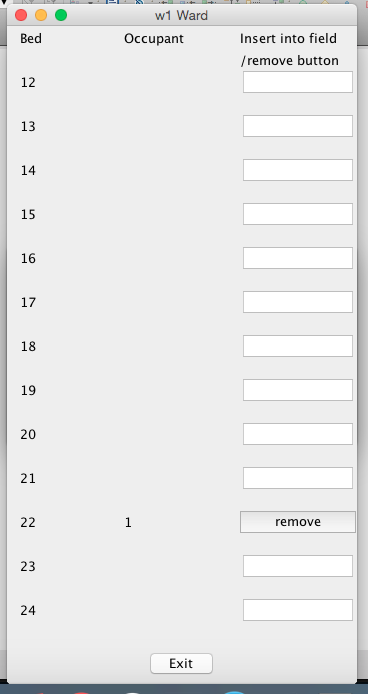 w1 Ward
Bed Occupant Insert into field
/remove button
12
13
14
15
16
17
18
19
20
21
22 1 remove
23
24
Exit